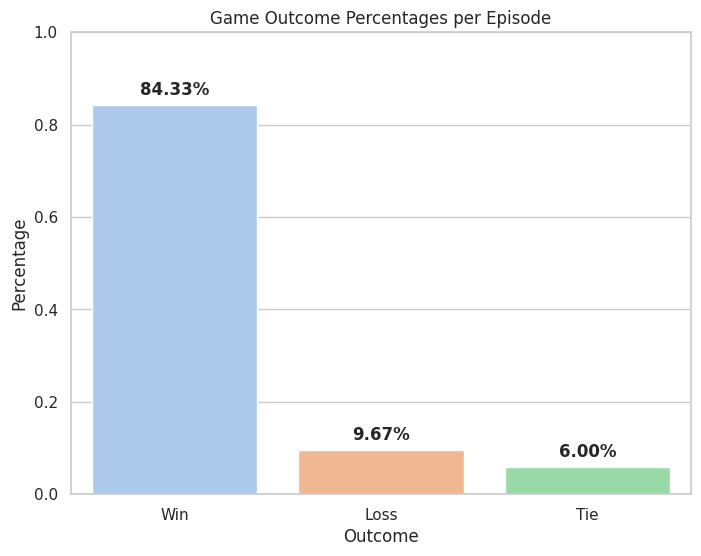 Game Outcome Percentages per Episode
1.0
0.8
0.6
0.4
0.2
0.0
Percentage
84.33%
9.67%
6.00%
Win
Loss
Tie
Outcome